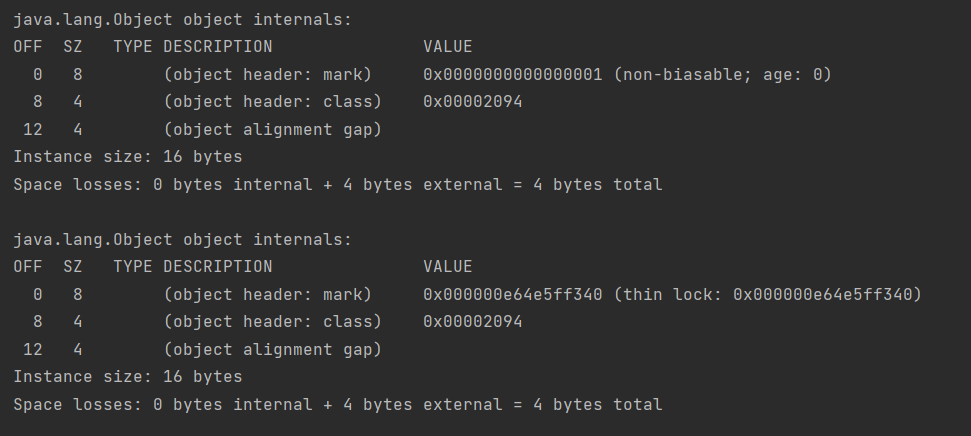 java.lang.Object object internals:
OFF  SZ   TYPE DESCRIPTION               VALUE
  0   8        (object header: mark)     0x0000000000000001 (non-biasable; age: 0)
  8   4        (object header: class)    0x00002094
 12   4        (object alignment gap)
Instance size: 16 bytes
Space losses: 0 bytes internal + 4 bytes external = 4 bytes total

java.lang.Object object internals:
OFF  SZ   TYPE DESCRIPTION               VALUE
  0   8        (object header: mark)     0x000000e64e5ff340 (thin lock: 0x000000e64e5ff340)
  8   4        (object header: class)    0x00002094
 12   4        (object alignment gap)
Instance size: 16 bytes
Space losses: 0 bytes internal + 4 bytes external = 4 bytes total